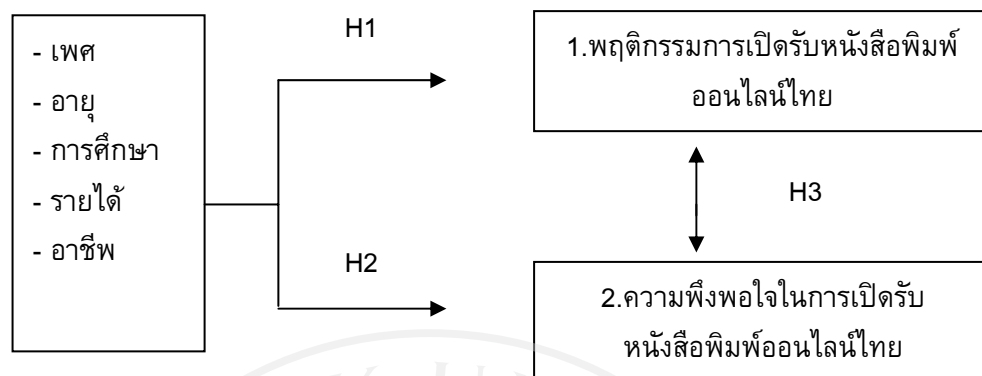 - เพศ
- อายุ
- การศึกษา
- รายได้
- อาชีพ
H1
H2
1.พฤติกรรมการเปิดรับหนังสือพิมพ์
ออนไลน์ไทย
H3
2.ความพึงพอใจในการเปิดรับ
หนังสือพิมพ์ออนไลน์ไทย